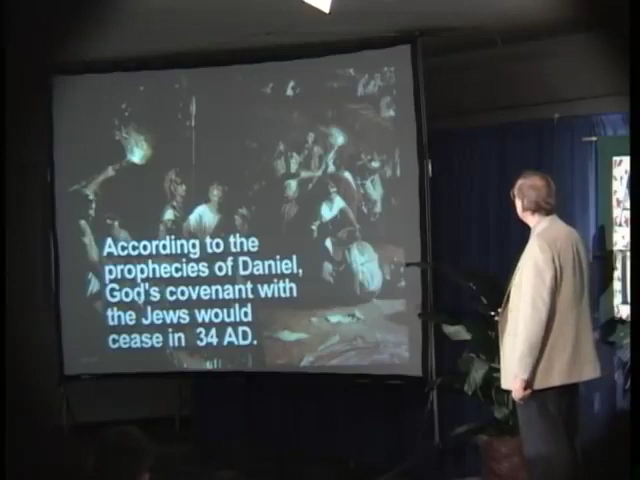 According to the
prophecies of Daniel,
God's covenant with
the Jews would
cease in 34 AD.